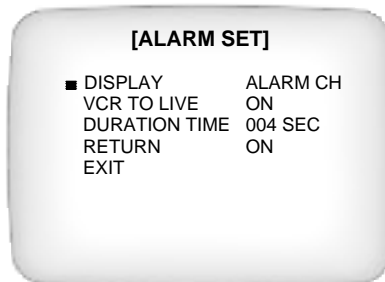 [ALARM SET]
DISPLAY ALARM CH
VCR TO LIVE ON
DURATION TIME 004 SEC
RETURN ON
EXIT